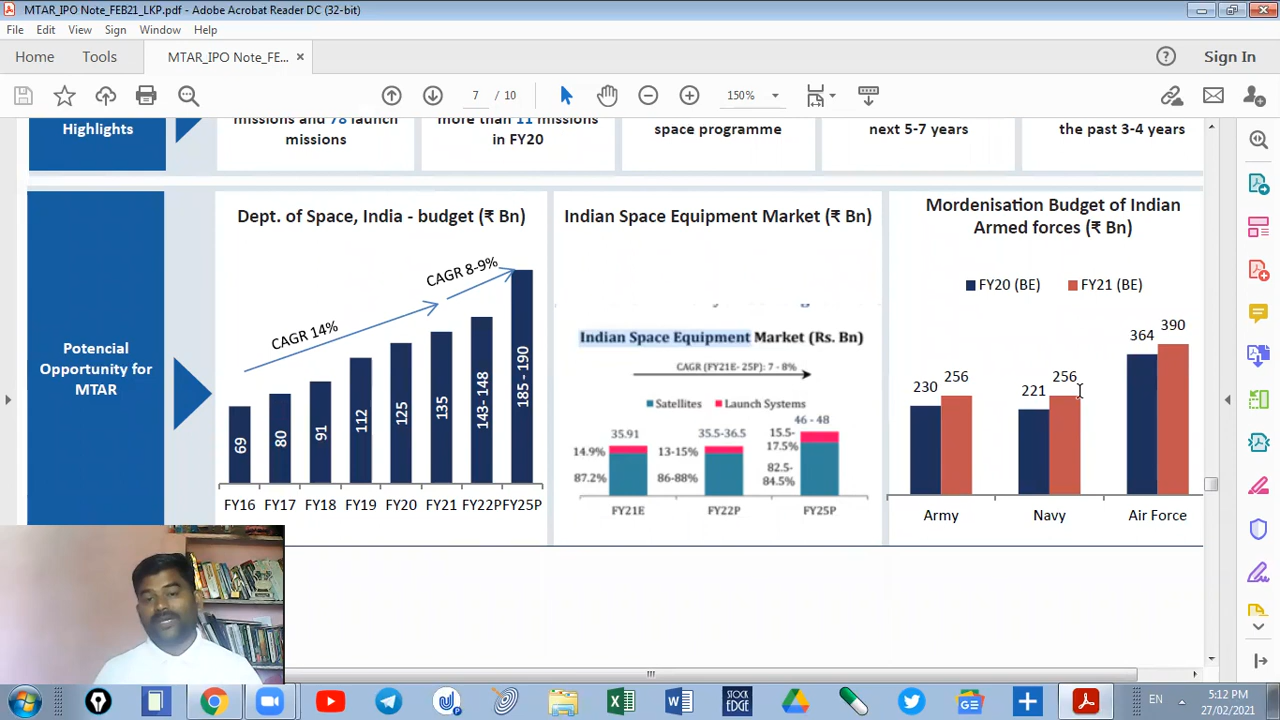 MTAR_IPO Note_FEB21_LKP.pdf - Adobe Acrobat Reader DC (32-bit)
File Edit View Sign Window Help
Home Tools MTAR_IPO Note_FE... × Sign In
7 / 10 150%
Highlights
missions and 78 launch
missions
more than 11 missions
in FY20
space programme
next 5-7 years
the past 3-4 years
Potencial
Opportunity for
MTAR
Dept. of Space, India - budget (₹ Bn)
CAGR 14%
CAGR 8-9%
69 80 91 112 125 135 143- 148 185 - 190
FY16 FY17 FY18 FY19 FY20 FY21 FY22P FY25P
Indian Space Equipment Market (₹ Bn)
Indian Space Equipment Market (Rs. Bn)
CAGR (FY21E- 25P): 7 - 8%
Satellites Launch Systems
35.91 35.5-36.5 46 - 48
14.9% 13-15% 15.5-
17.5%
87.2% 86-88% 82.5-
84.5%
FY21E FY22P FY25P
Mordenisation Budget of Indian
Armed forces (₹ Bn)
FY20 (BE) FY21 (BE)
230 256 221 256 364 390
Army Navy Air Force
STOCK
EDGE
EN
5:12 PM
27/02/2021